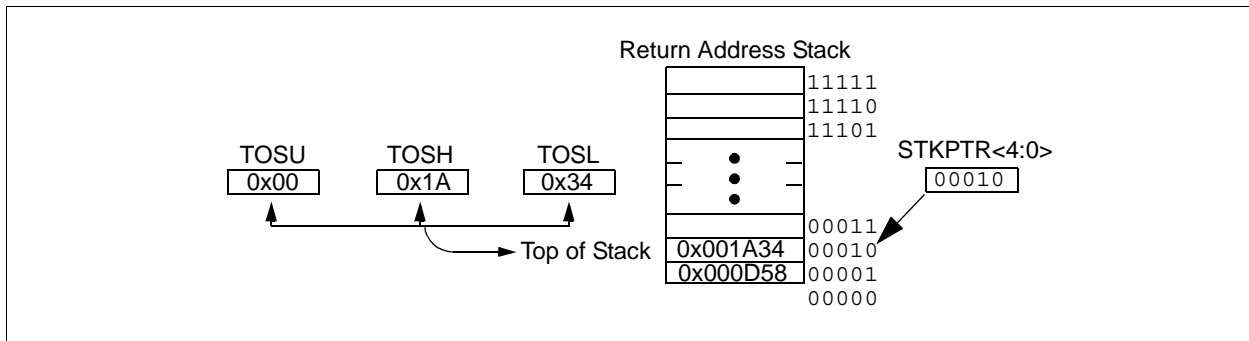 Return Address Stack
11111
11110
11101
TOSU TOSH TOSL STKPTR<4:0>
0x00 0x1A 0x34 00010
00011
Top of Stack 0x001A34 00010
0x000D58 00001
00000